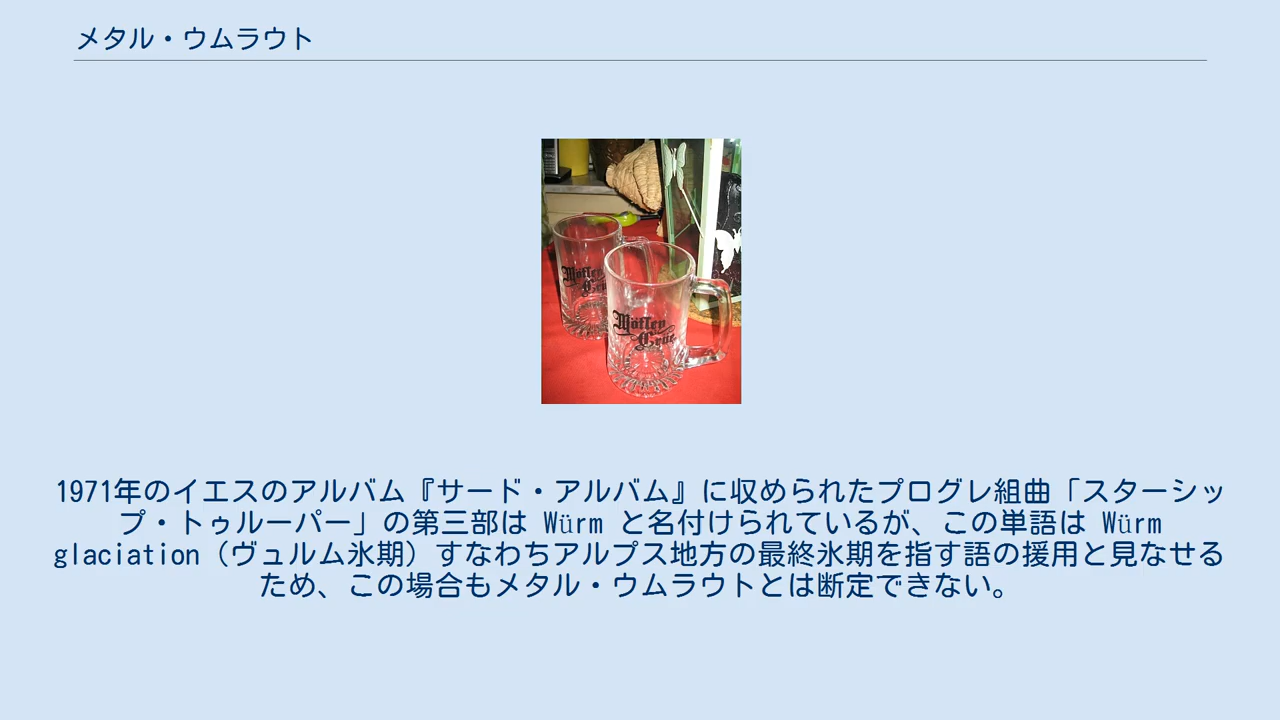 メタル・ウムラウト
Mötley
Crüe
Mötley
Crüe
1971年のイエスのアルバム『サード・アルバム』に収められたプログレ組曲「スターシッ
プ・トゥルーパー」の第三部は Würm と名付けられているが、この単語は Würm
glaciation（ヴュルム氷期）すなわちアルプス地方の最終氷期を指す語の援用と見なせる
ため、この場合もメタル・ウムラウトとは断定できない。